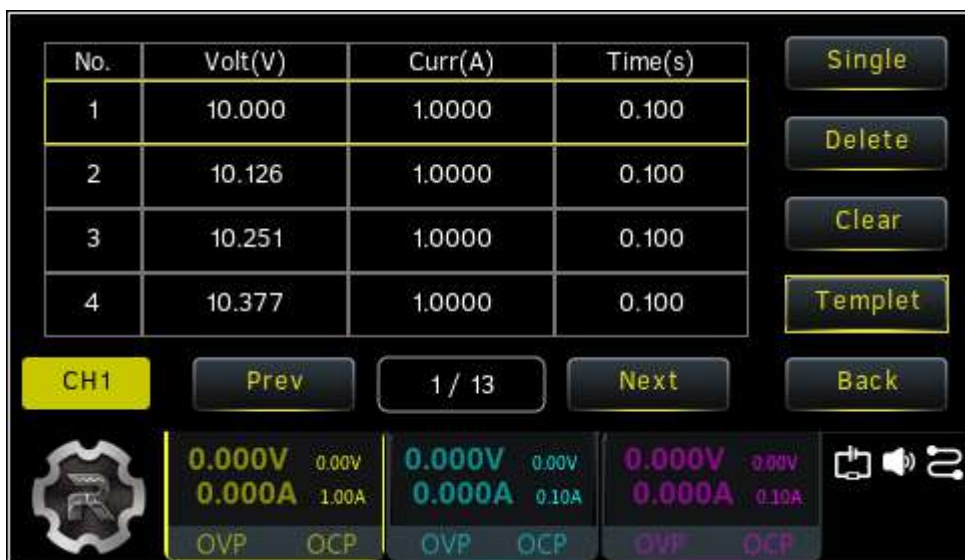 No. Volt(V) Curr(A) Time(s) Single
1 10.000 1.0000 0.100
Delete
2 10.126 1.0000 0.100
3 10.251 1.0000 0.100 Clear
4 10.377 1.0000 0.100 Templet
CH1 Prev 1 / 13 Next Back
0.000V 0.00V 0.000V 0.00V 0.000V 0.00V
0.000A 1.00A 0.000A 0.10A 0.000A 0.10A
OVP OCP OVP OCP OVP OCP